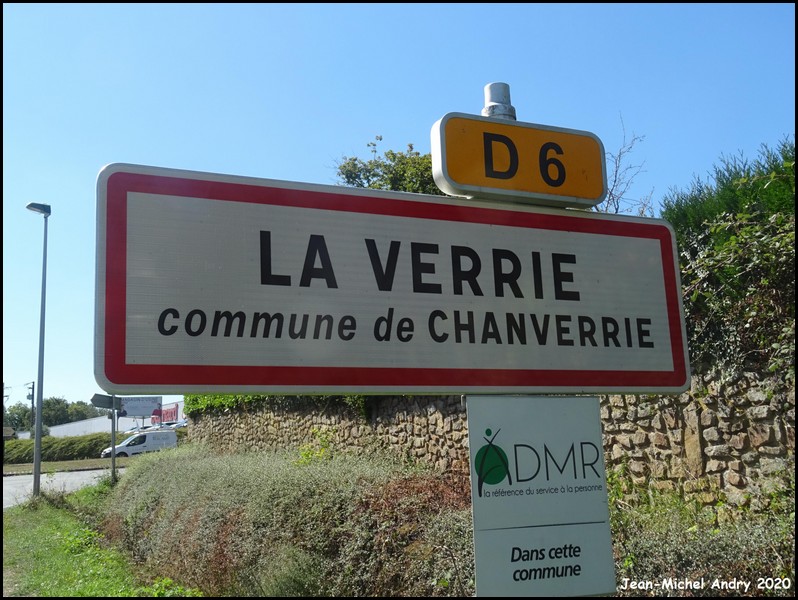 D 6
LA VERRIE
commune de CHANVERRIE
ADMR
la référence du service à la personne
Dans cette
commune
Jean-Michel Andry 2020